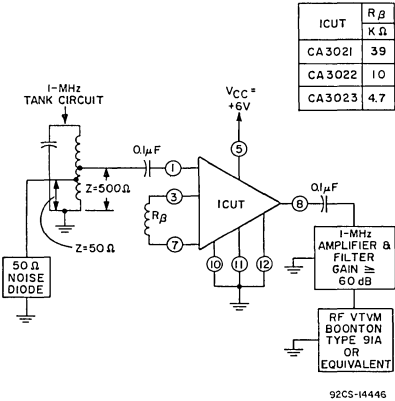 ICUT
Rβ
KΩ
CA3021 39
CA3022 10
CA3023 4.7
1-MHz
TANK CIRCUIT
VCC=
+6V
0.1μF
1
5
Z=500Ω
3
Rβ
ICUT
7
8
0.1μF
Z=50Ω
10 11 12
50Ω
NOISE
DIODE
1-MHz
AMPLIFIER &
FILTER
GAIN ≥
60 dB
RF VTVM
BOONTON
TYPE 91A
OR
EQUIVALENT
92CS-14446